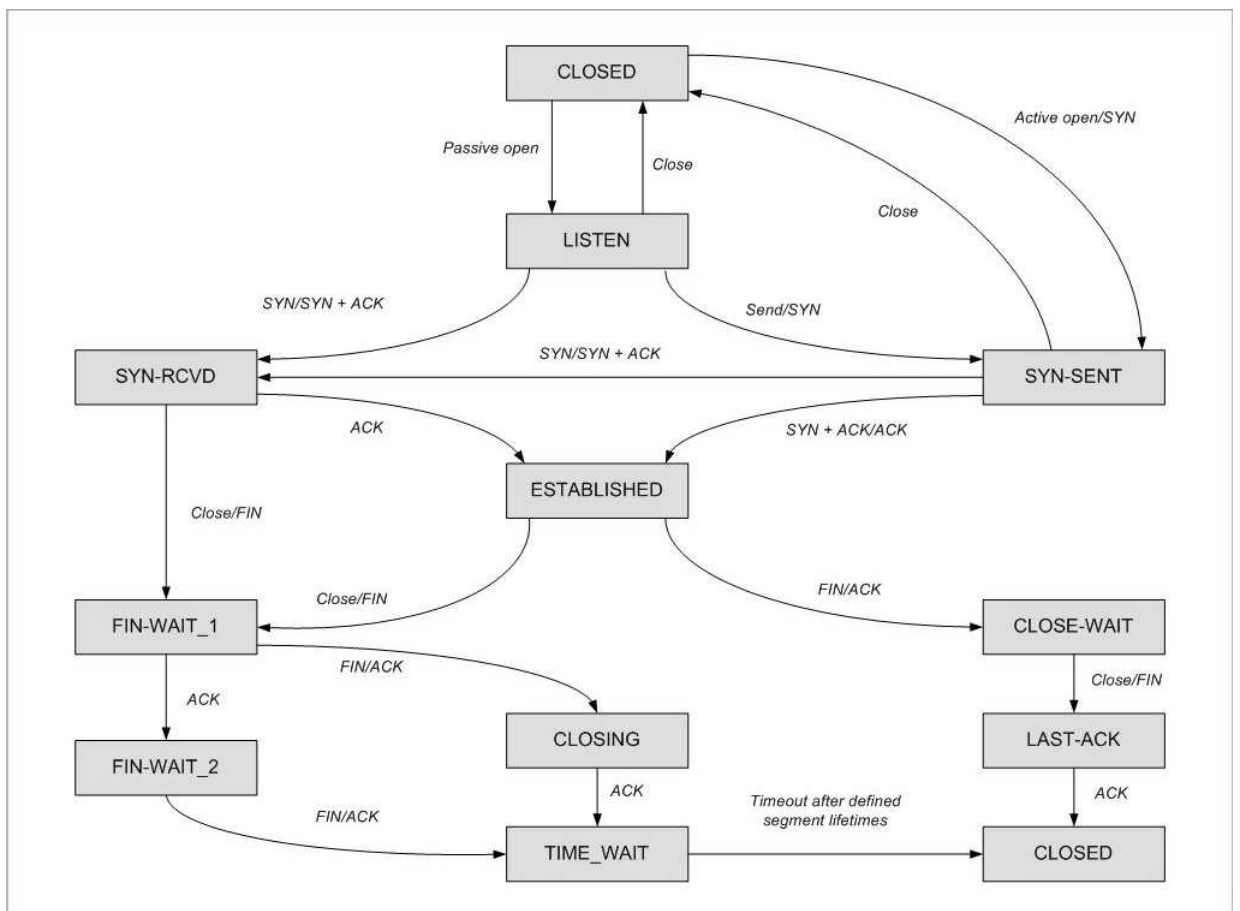 CLOSED
Active open/SYN
Passive open
Close
Close
LISTEN
SYN/SYN + ACK
Send/SYN
SYN/SYN + ACK
SYN-RCVD
SYN-SENT
ACK
SYN + ACK/ACK
ESTABLISHED
Close/FIN
Close/FIN
FIN/ACK
FIN-WAIT_1
CLOSE-WAIT
FIN/ACK
Close/FIN
ACK
CLOSING
LAST-ACK
FIN-WAIT_2
ACK
ACK
FIN/ACK
Timeout after defined
segment lifetimes
TIME_WAIT
CLOSED